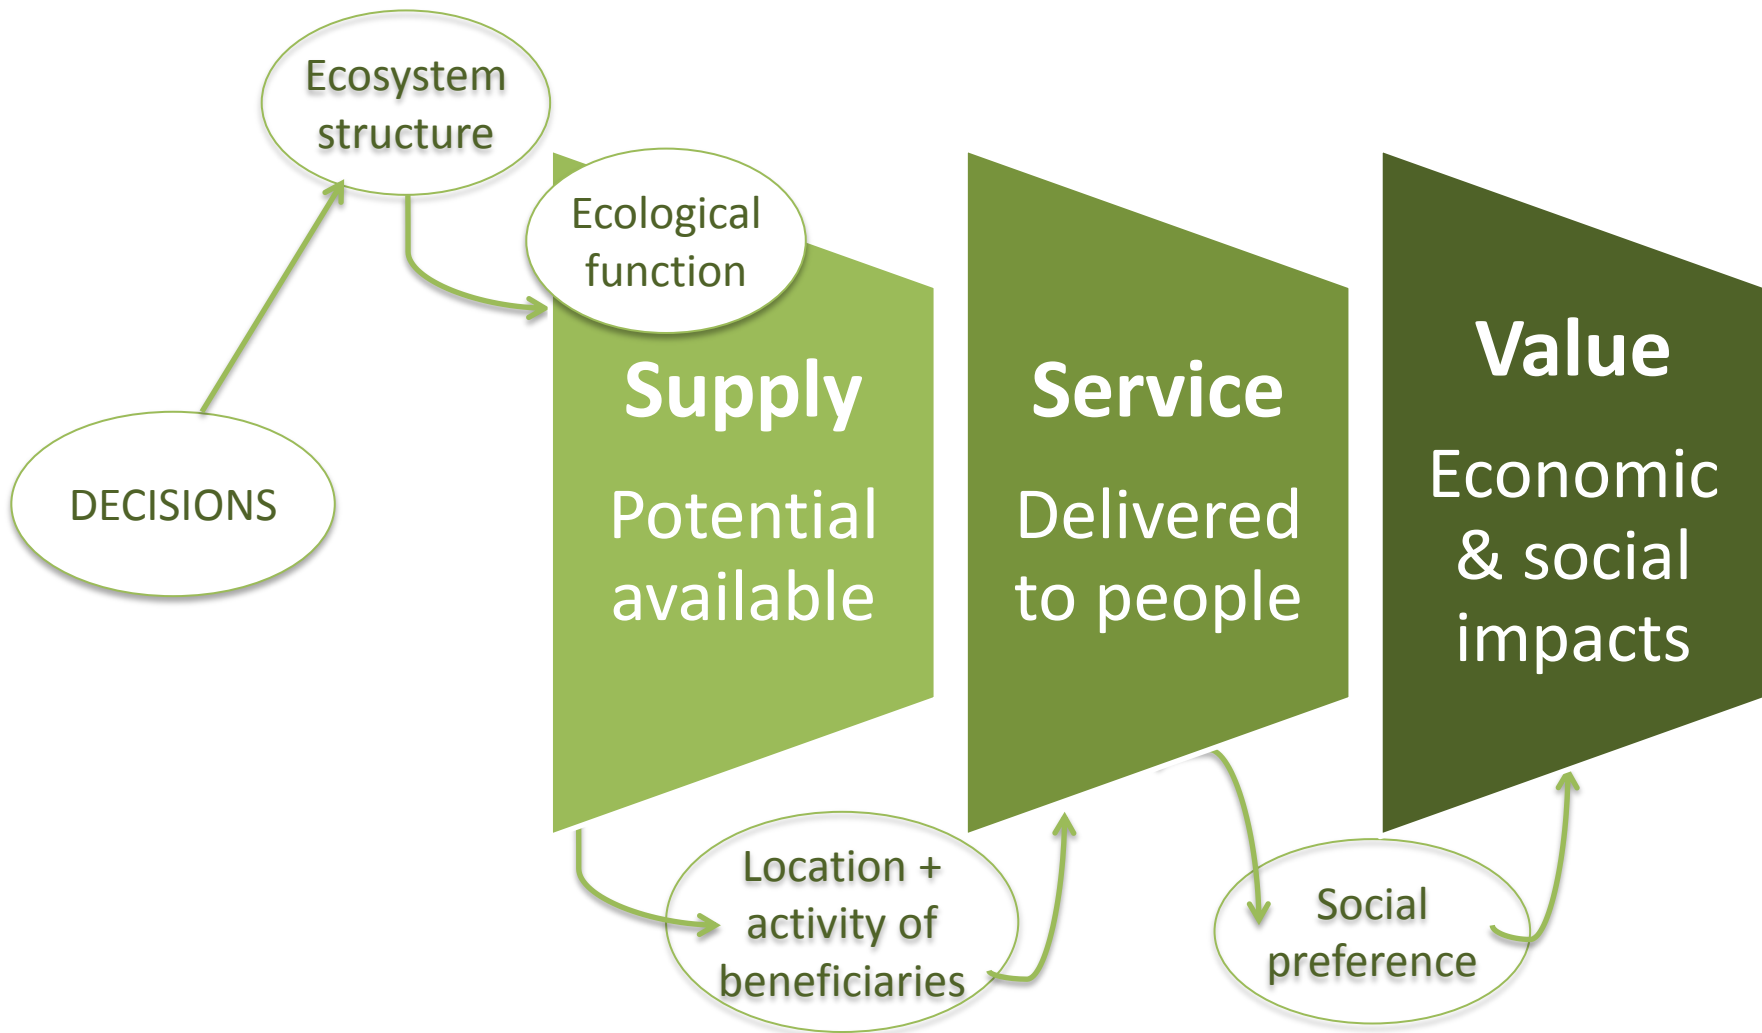 Ecosystem
structure
Ecological
function
DECISIONS
Supply
Potential
available
Service
Delivered
to people
Value
Economic
& social
impacts
Location +
activity of
beneficiaries
Social
preference